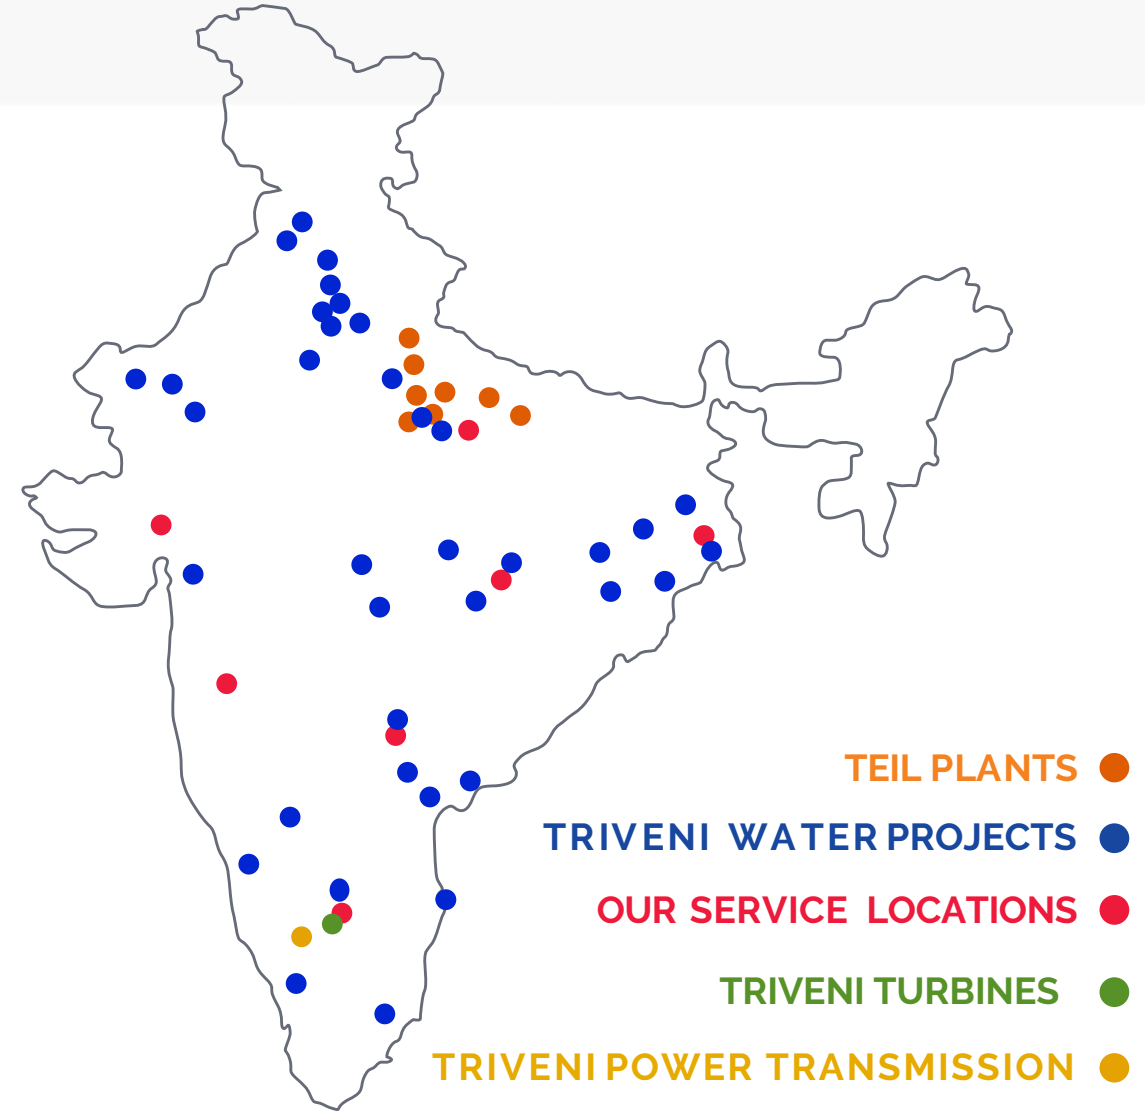 TEIL PLANTS
TRIVENI WATER PROJECTS
OUR SERVICE LOCATIONS
TRIVENI TURBINES
TRIVENI POWER TRANSMISSION